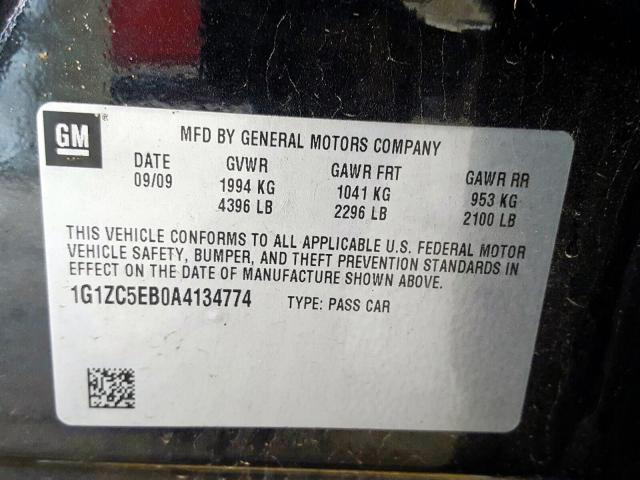 GM
MFD BY GENERAL MOTORS COMPANY
DATE GVWR GAWR FRT GAWR RR
09/09 1994 KG 1041 KG 953 KG
4396 LB 2296 LB 2100 LB
THIS VEHICLE CONFORMS TO ALL APPLICABLE U.S. FEDERAL MOTOR
VEHICLE SAFETY, BUMPER, AND THEFT PREVENTION STANDARDS IN
EFFECT ON THE DATE OF MANUFACTURE SHOWN ABOVE.
1G1ZC5EB0A4134774 TYPE: PASS CAR